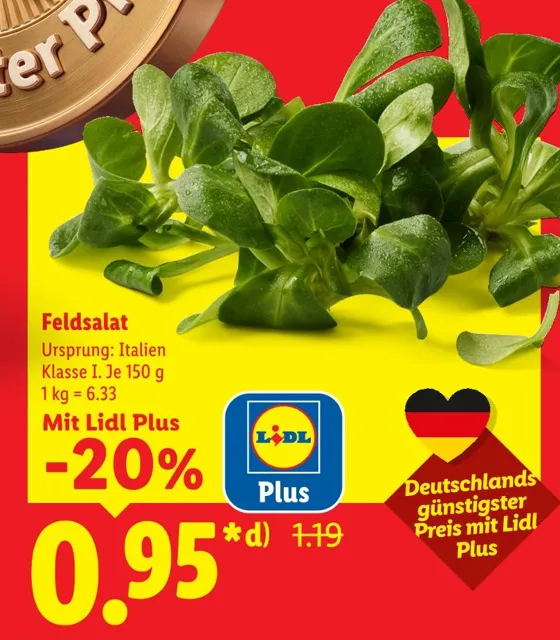 ter Pr
Feldsalat
Ursprung: Italien
Klasse I. Je 150 g
1 kg = 6.33
Mit Lidl Plus
-20%
LiDL
Plus
Deutschlands
günstigster
Preis mit Lidl
Plus
0.95*d) 1.19